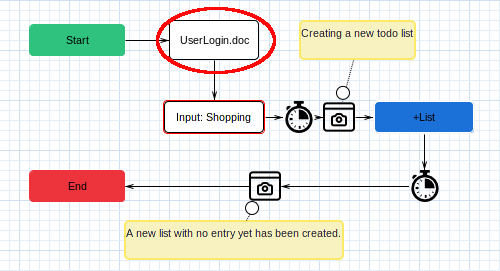 Start
UserLogin.doc
Creating a new todo list
Input: Shopping
+List
End
A new list with no entry yet has been created.